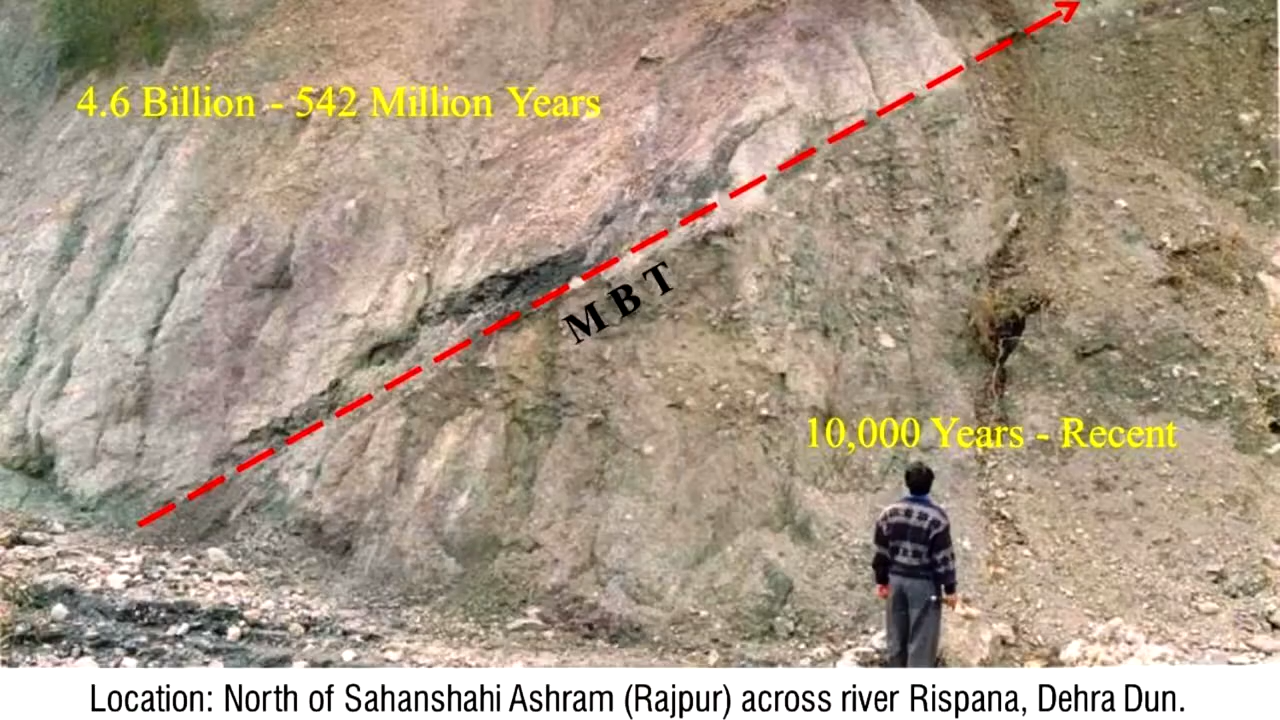 4.6 Billion - 542 Million Years
M B T
10,000 Years - Recent
Location: North of Sahanshahi Ashram (Rajpur) across river Rispana, Dehra Dun.